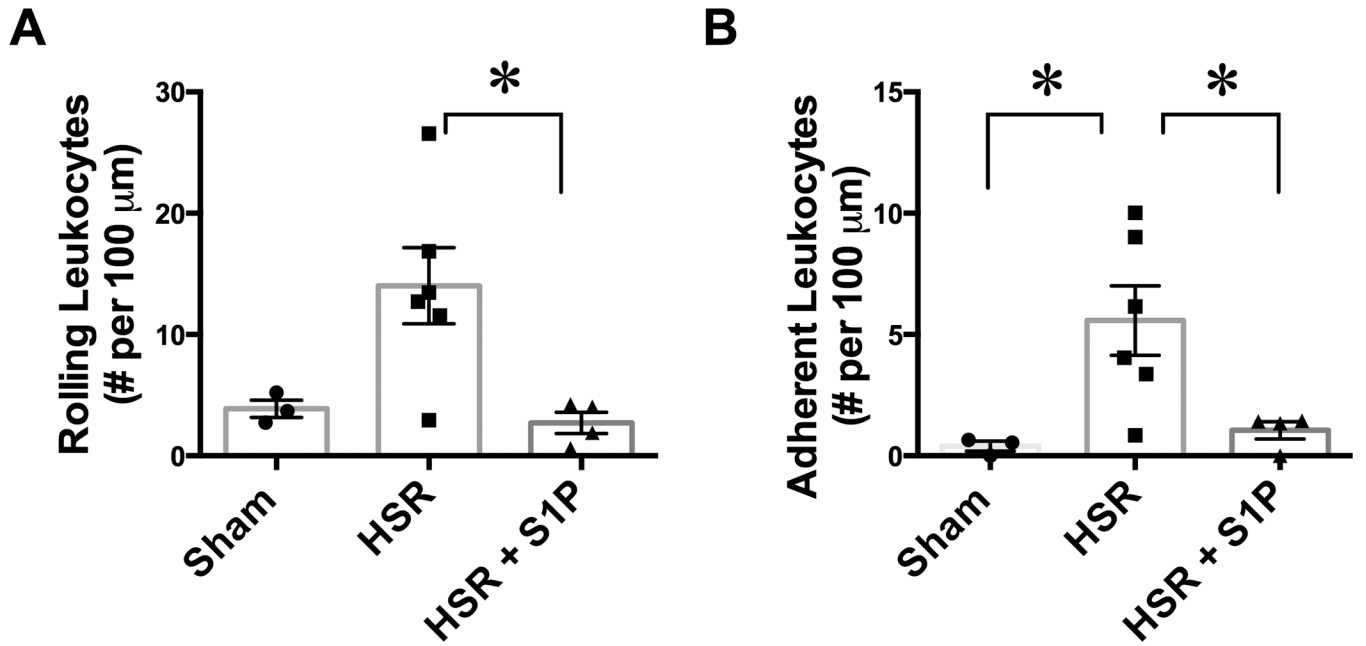 A
Rolling Leukocytes
(# per 100 μm)
30
20
10
0
*
Sham
HSR
HSR + S1P
B
Adherent Leukocytes
(# per 100 μm)
15
10
5
0
*
*
Sham
HSR
HSR + S1P